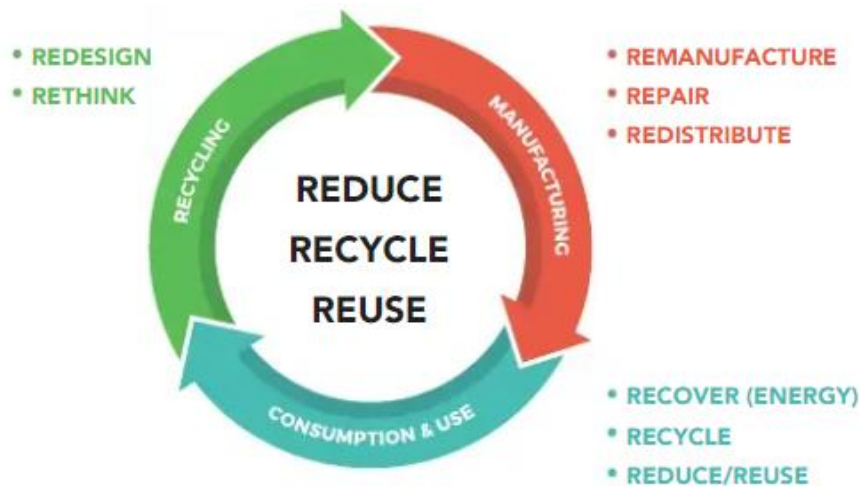 • REDESIGN
• RETHINK
• REMANUFACTURE
• REPAIR
• REDISTRIBUTE
RECYCLING
MANUFACTURING
REDUCE
RECYCLE
REUSE
CONSUMPTION & USE
• RECOVER (ENERGY)
• RECYCLE
• REDUCE/REUSE